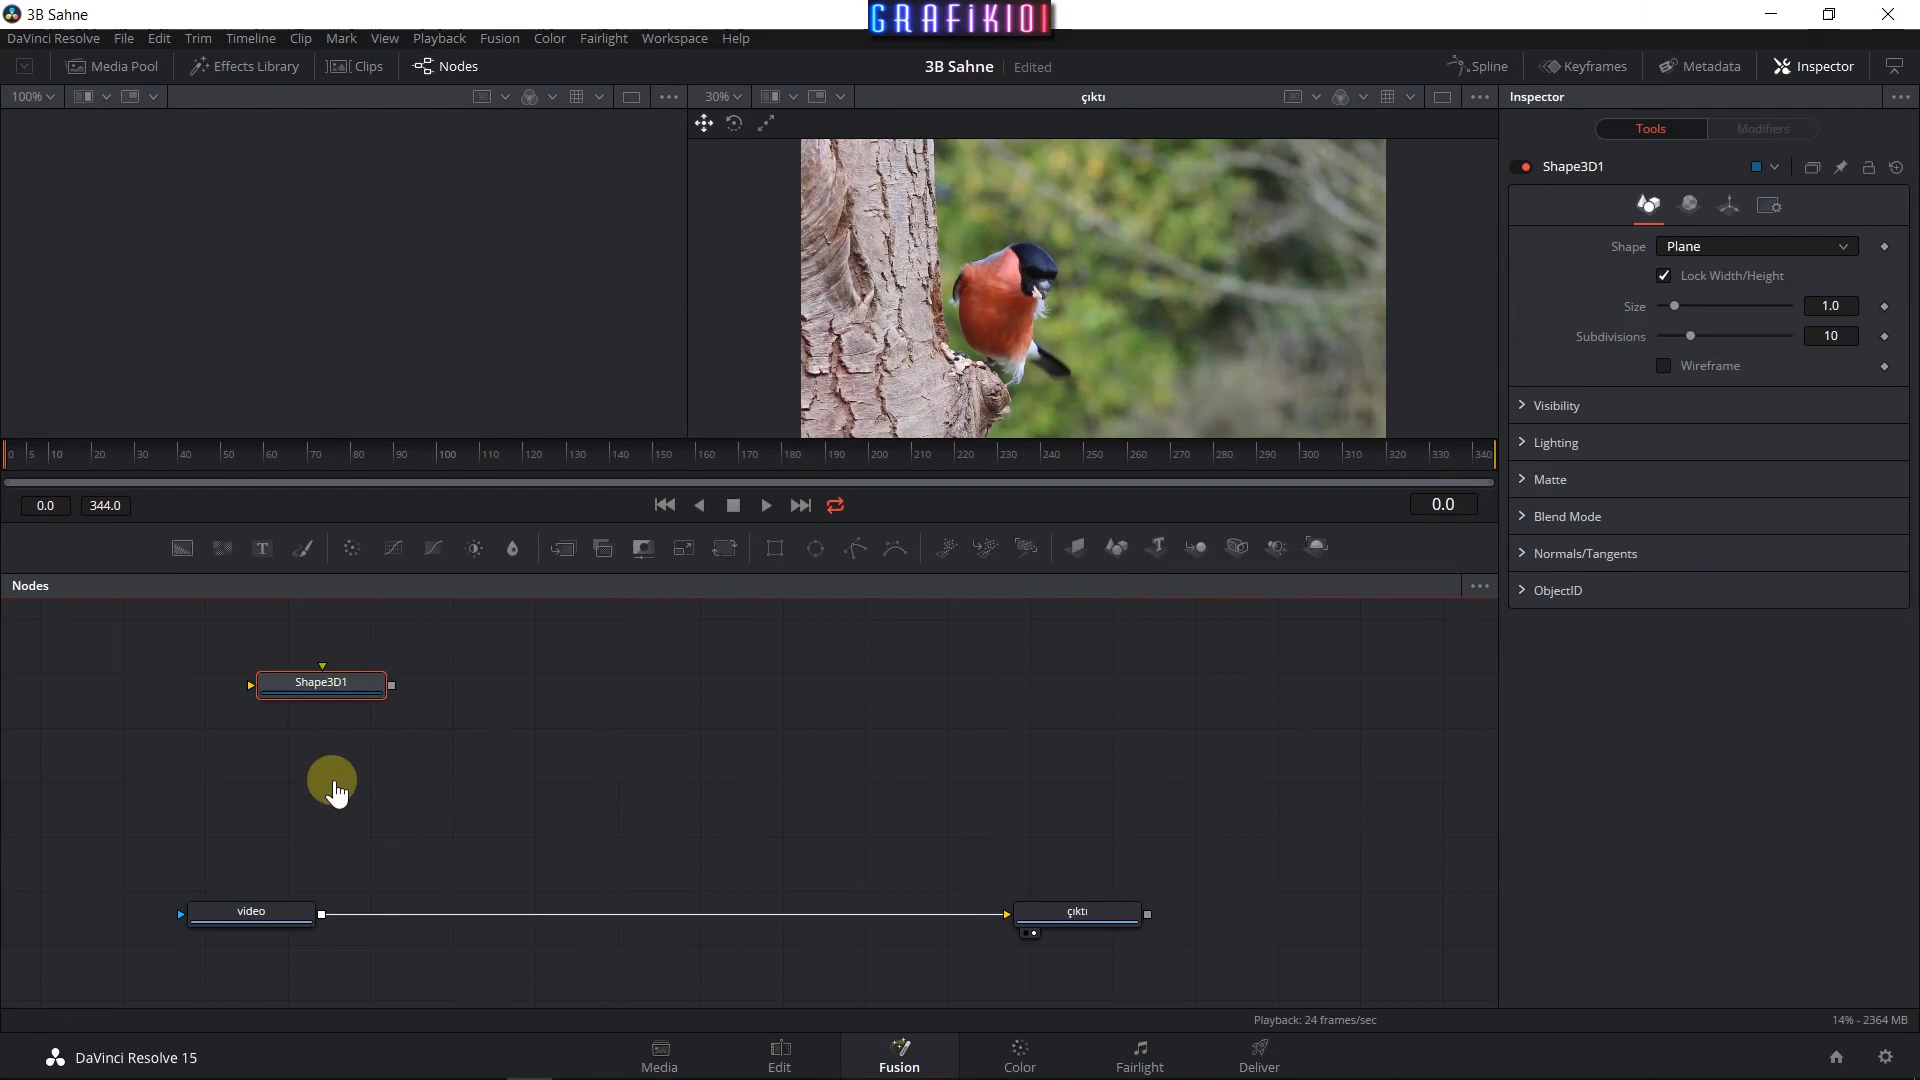 3B Sahne
GRAFiK101
DaVinci Resolve File Edit Trim Timeline Clip Mark View Playback Fusion Color Fairlight Workspace Help
Media Pool Effects Library Clips Nodes 3B Sahne Edited Spline Keyframes Metadata Inspector
100% 30% çıktı Inspector
Tools Modifiers
Shape3D1
Shape Plane
Lock Width/Height
Size 1.0
Subdivisions 10
Wireframe
Visibility
Lighting
Matte
Blend Mode
Normals/Tangents
ObjectID
0 5 10 20 30 40 50 60 70 80 90 100 110 120 130 140 150 160 170 180 190 200 210 220 230 240 250 260 270 280 290 300 310 320 330 340
0.0 344.0 0.0
T T
Nodes
Shape3D1
video çıktı
Playback: 24 frames/sec 14% - 2364 MB
DaVinci Resolve 15 Media Edit Fusion Color Fairlight Deliver